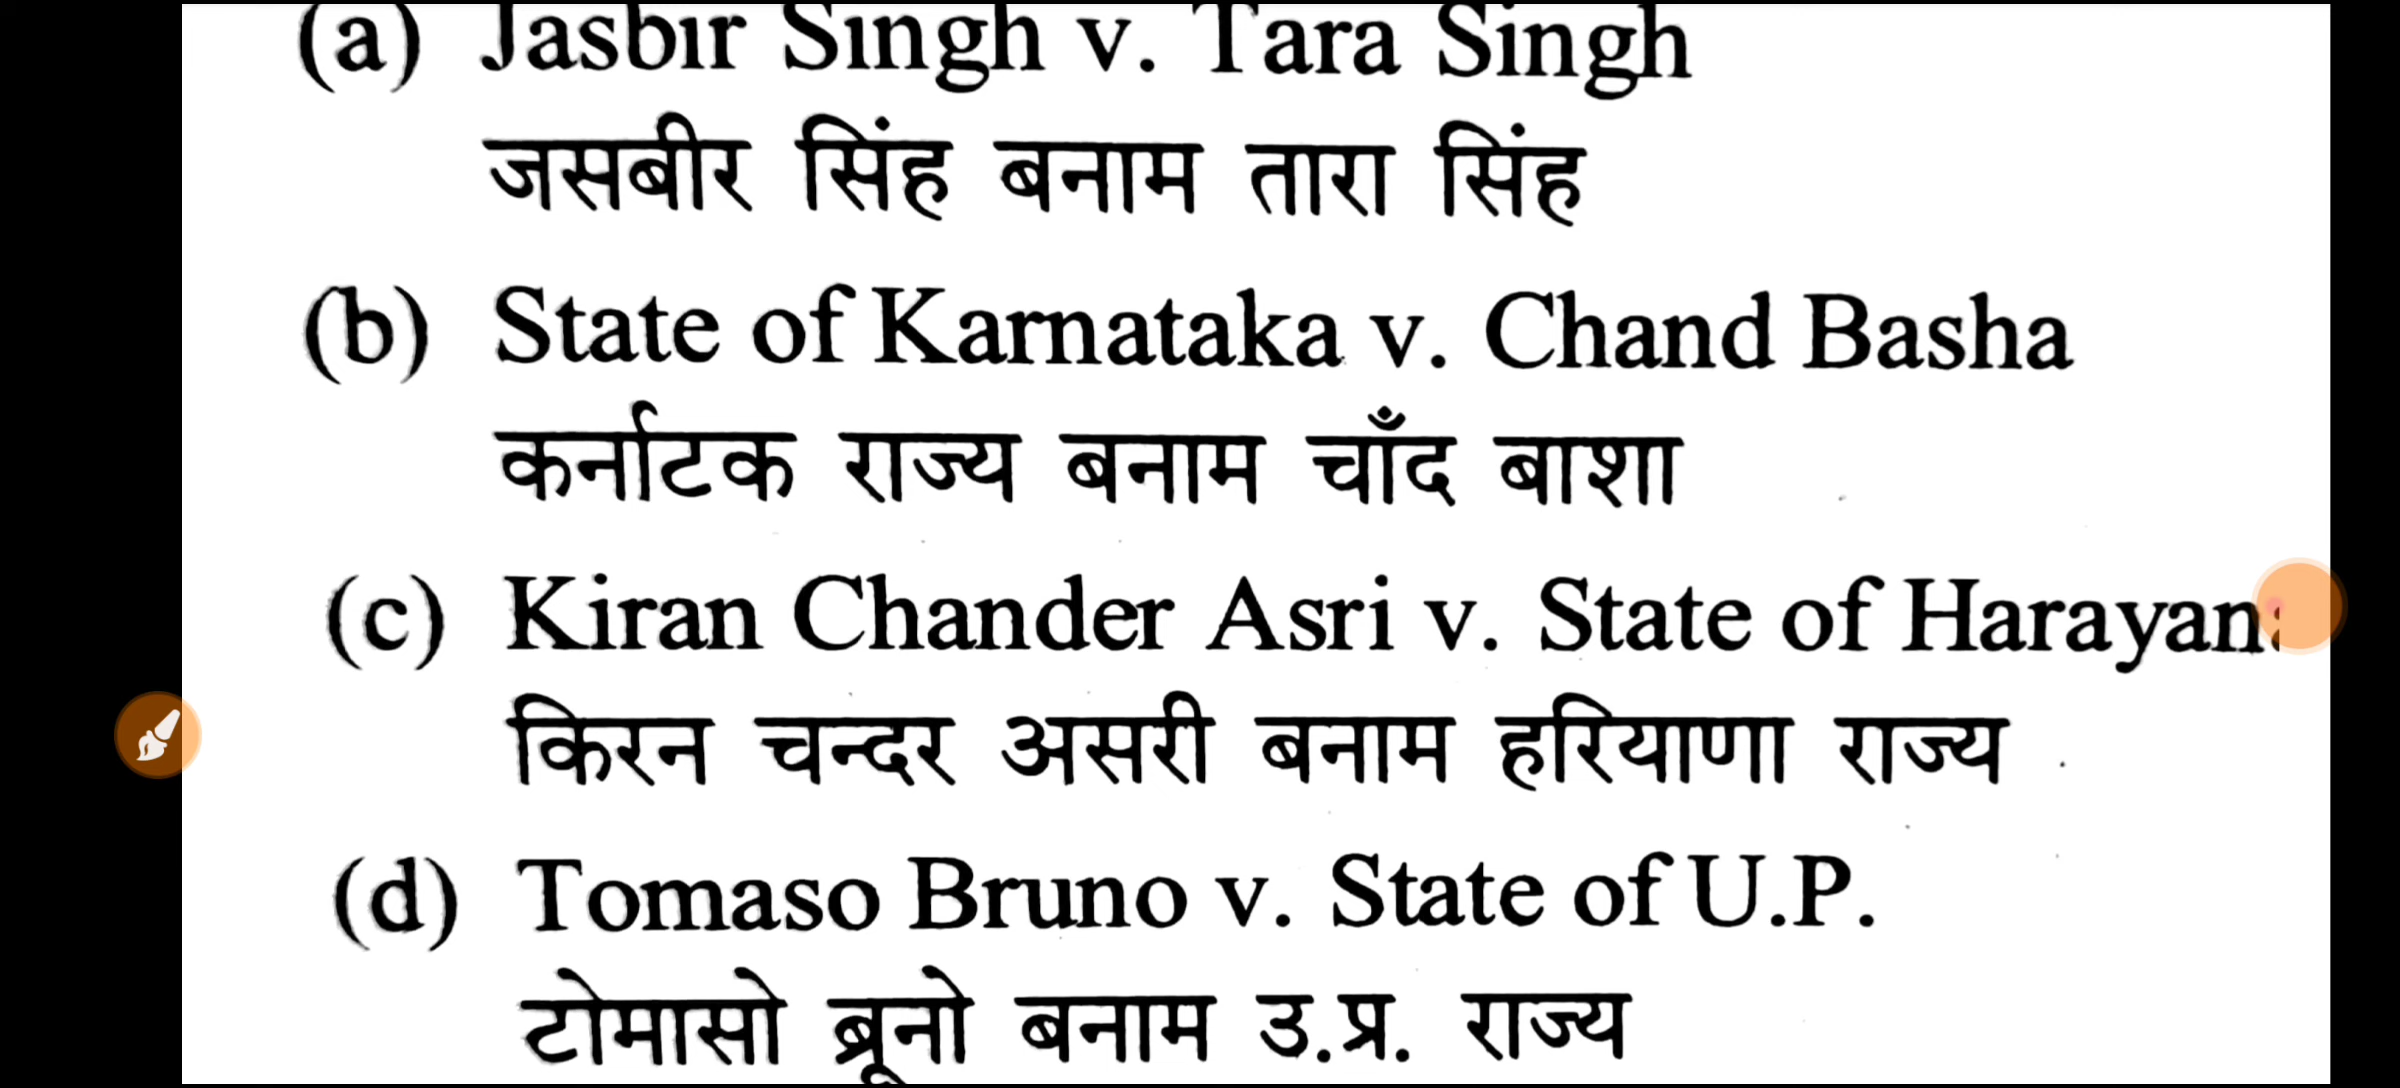 (a) Jasbir Singh v. Tara Singh
जसबीर सिंह बनाम तारा सिंह
(b) State of Karnataka v. Chand Basha
कर्नाटक राज्य बनाम चाँद बाशा
(c) Kiran Chander Asri v. State of
किरन चन्दर असरी बनाम हरियाणा राज्य
(d) Tomaso Bruno v. State of U.P.
टोमासो ब्रूनो बनाम उ.प्र. राज्य